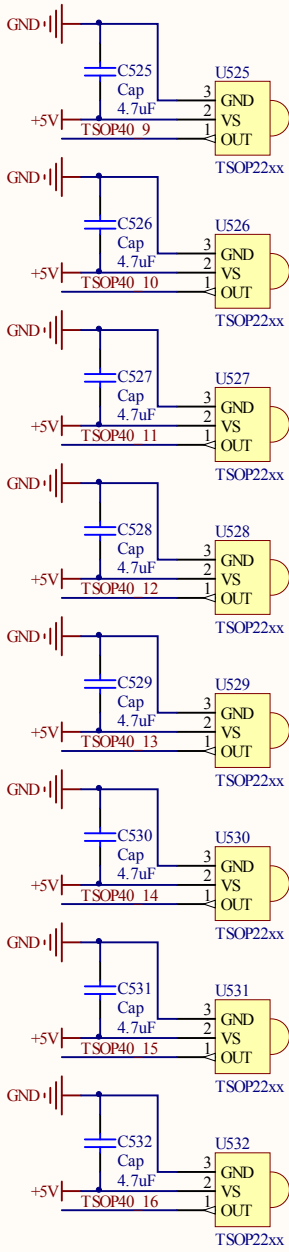 GND
C525
Cap
4.7uF
+5V
TSOP40_9
U525
3 GND
2 VS
1 OUT
TSOP22xx
GND
C526
Cap
4.7uF
+5V
TSOP40_10
U526
3 GND
2 VS
1 OUT
TSOP22xx
GND
C527
Cap
4.7uF
+5V
TSOP40_11
U527
3 GND
2 VS
1 OUT
TSOP22xx
GND
C528
Cap
4.7uF
+5V
TSOP40_12
U528
3 GND
2 VS
1 OUT
TSOP22xx
GND
C529
Cap
4.7uF
+5V
TSOP40_13
U529
3 GND
2 VS
1 OUT
TSOP22xx
GND
C530
Cap
4.7uF
+5V
TSOP40_14
U530
3 GND
2 VS
1 OUT
TSOP22xx
GND
C531
Cap
4.7uF
+5V
TSOP40_15
U531
3 GND
2 VS
1 OUT
TSOP22xx
GND
C532
Cap
4.7uF
+5V
TSOP40_16
U532
3 GND
2 VS
1 OUT
TSOP22xx